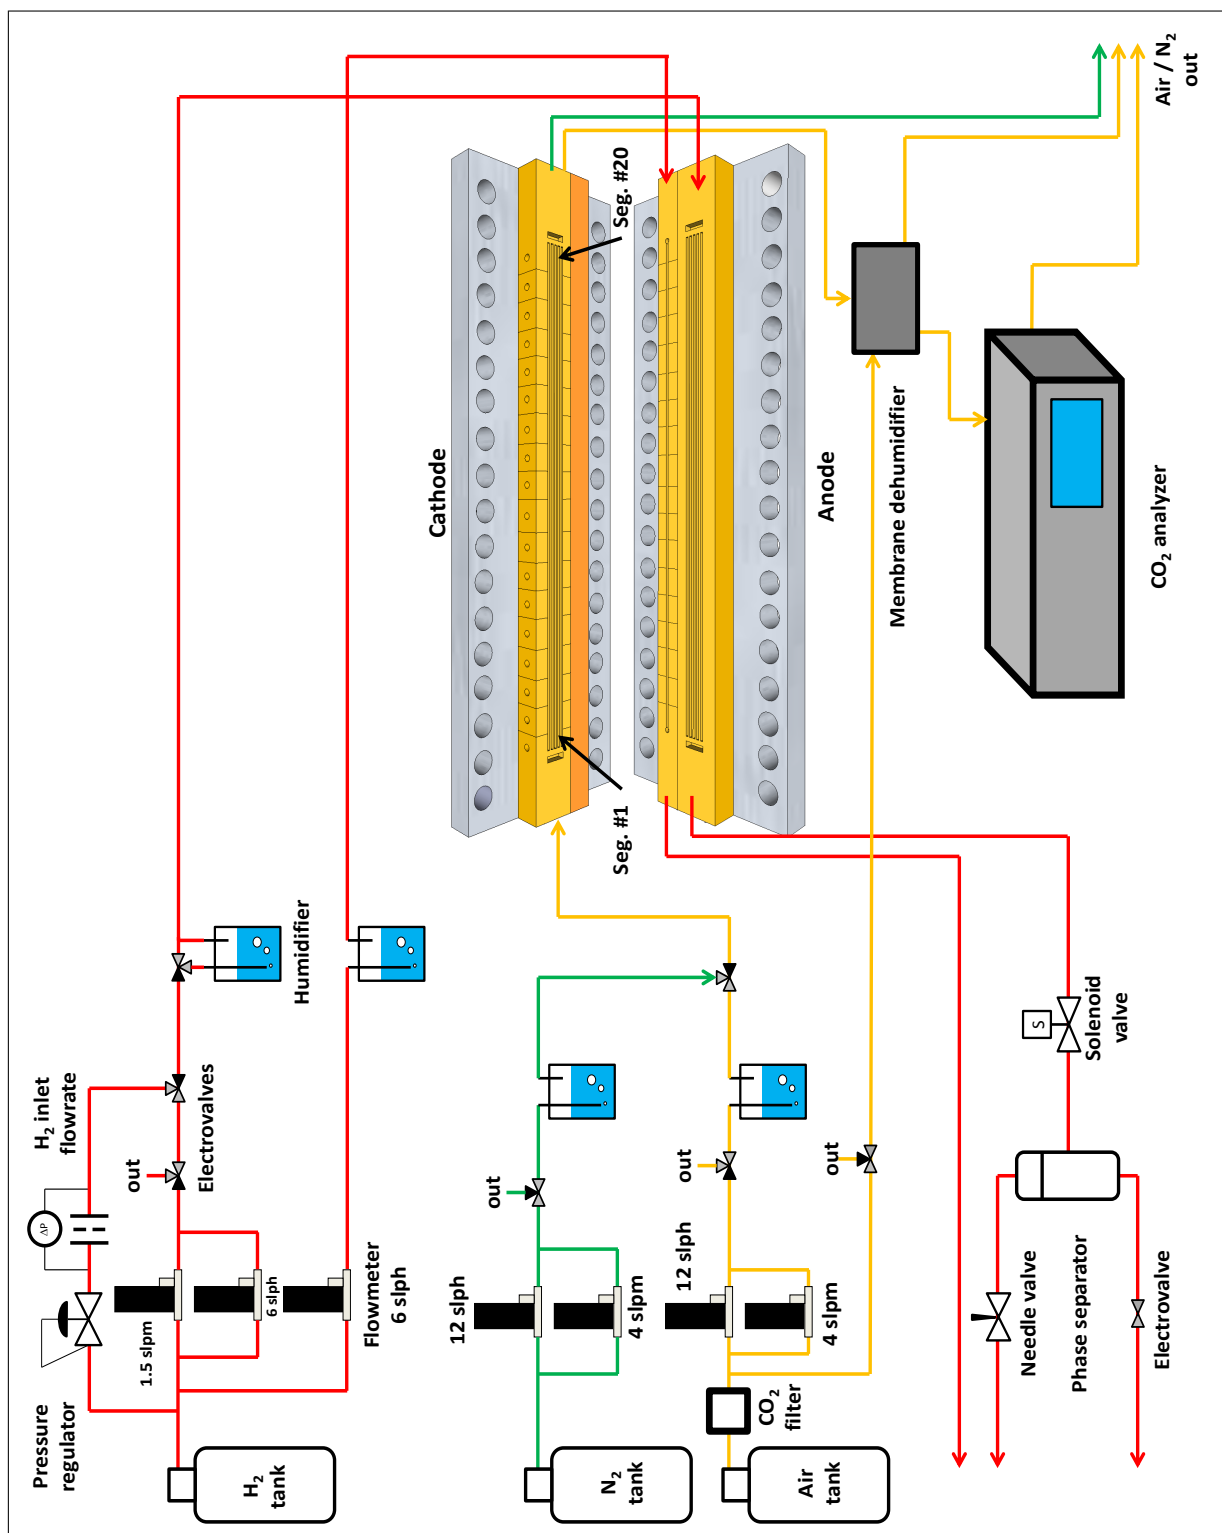 Pressure
regulator
ΔP
H2 inlet
flowrate
out
Electrovalves
Humidifier
1.5 slpm
6 slph
Flowmeter
6 slph
H2
tank
Cathode
Seg. #1
Seg. #20
Anode
12 slph
4 slpm
out
N2
tank
12 slph
4 slpm
out
out
CO2
filter
Air
tank
Membrane dehumidifier
CO2 analyzer
Air / N2
out
S
Solenoid
valve
Needle valve
Phase separator
Electrovalve